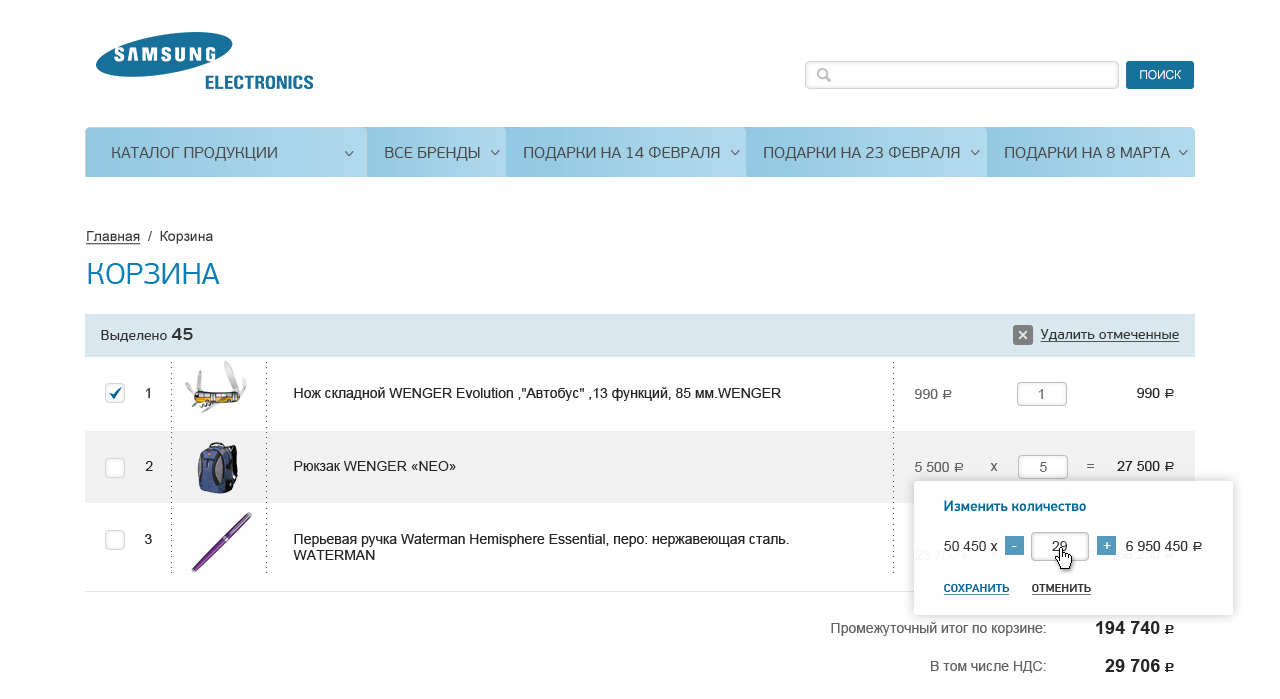 SAMSUNG
ELECTRONICS
ПОИСК
КАТАЛОГ ПРОДУКЦИИ ВСЕ БРЕНДЫ ПОДАРКИ НА 14 ФЕВРАЛЯ ПОДАРКИ НА 23 ФЕВРАЛЯ ПОДАРКИ НА 8 МАРТА
Главная / Корзина
КОРЗИНА
Выделено 45 Удалить отмеченные
1 Нож складной WENGER Evolution ,"Автобус" ,13 функций, 85 мм.WENGER 990 ₽ 1 990 ₽
2 Рюкзак WENGER «NEO» 5 500 ₽ x 5 = 27 500 ₽
3 Перьевая ручка Waterman Hemisphere Essential, перо: нержавеющая сталь.
WATERMAN
Изменить количество
50 450 x - 29 + 6 950 450 ₽
СОХРАНИТЬ ОТМЕНИТЬ
Промежуточный итог по корзине: 194 740 ₽
В том числе НДС: 29 706 ₽